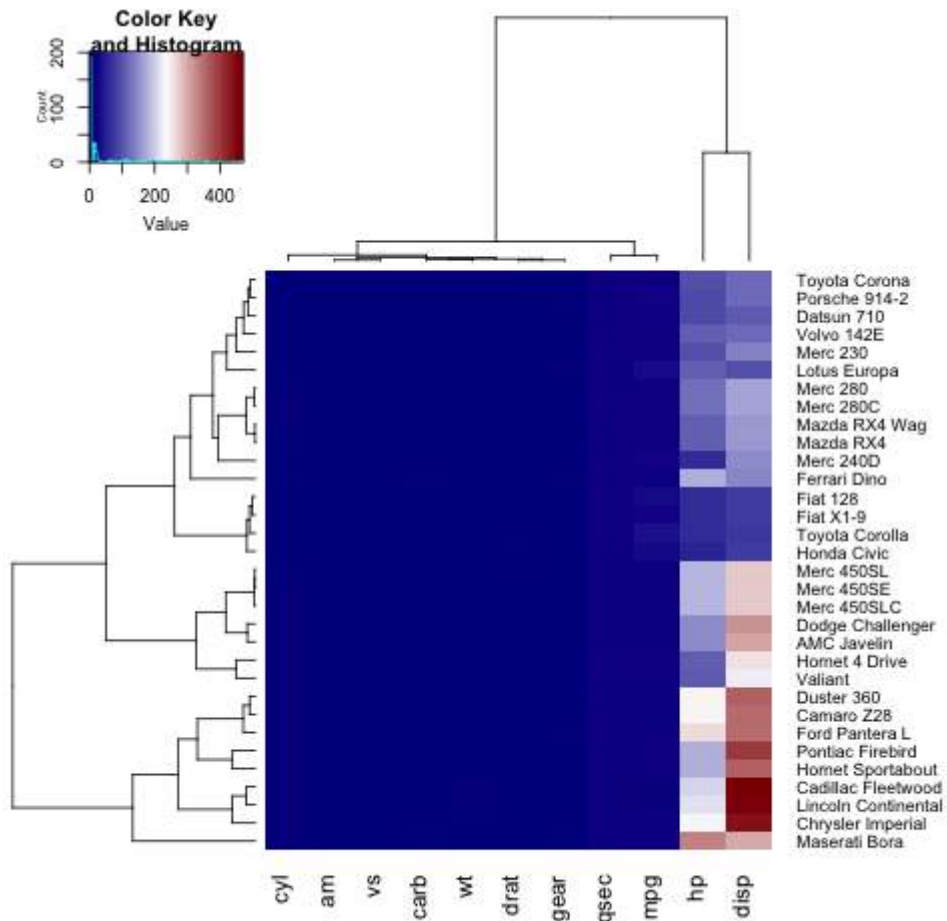 Color Key
and Histogram
Count
0 100 200
0 200 400
Value
Toyota Corona
Porsche 914-2
Datsun 710
Volvo 142E
Merc 230
Lotus Europa
Merc 280
Merc 280C
Mazda RX4 Wag
Mazda RX4
Merc 240D
Ferrari Dino
Fiat 128
Fiat X1-9
Toyota Corolla
Honda Civic
Merc 450SL
Merc 450SE
Merc 450SLC
Dodge Challenger
AMC Javelin
Hornet 4 Drive
Valiant
Duster 360
Camaro Z28
Ford Pantera L
Pontiac Firebird
Hornet Sportabout
Cadillac Fleetwood
Lincoln Continental
Chrysler Imperial
Maserati Bora
cyl am vs carb wt drat gear qsec mpg hp disp